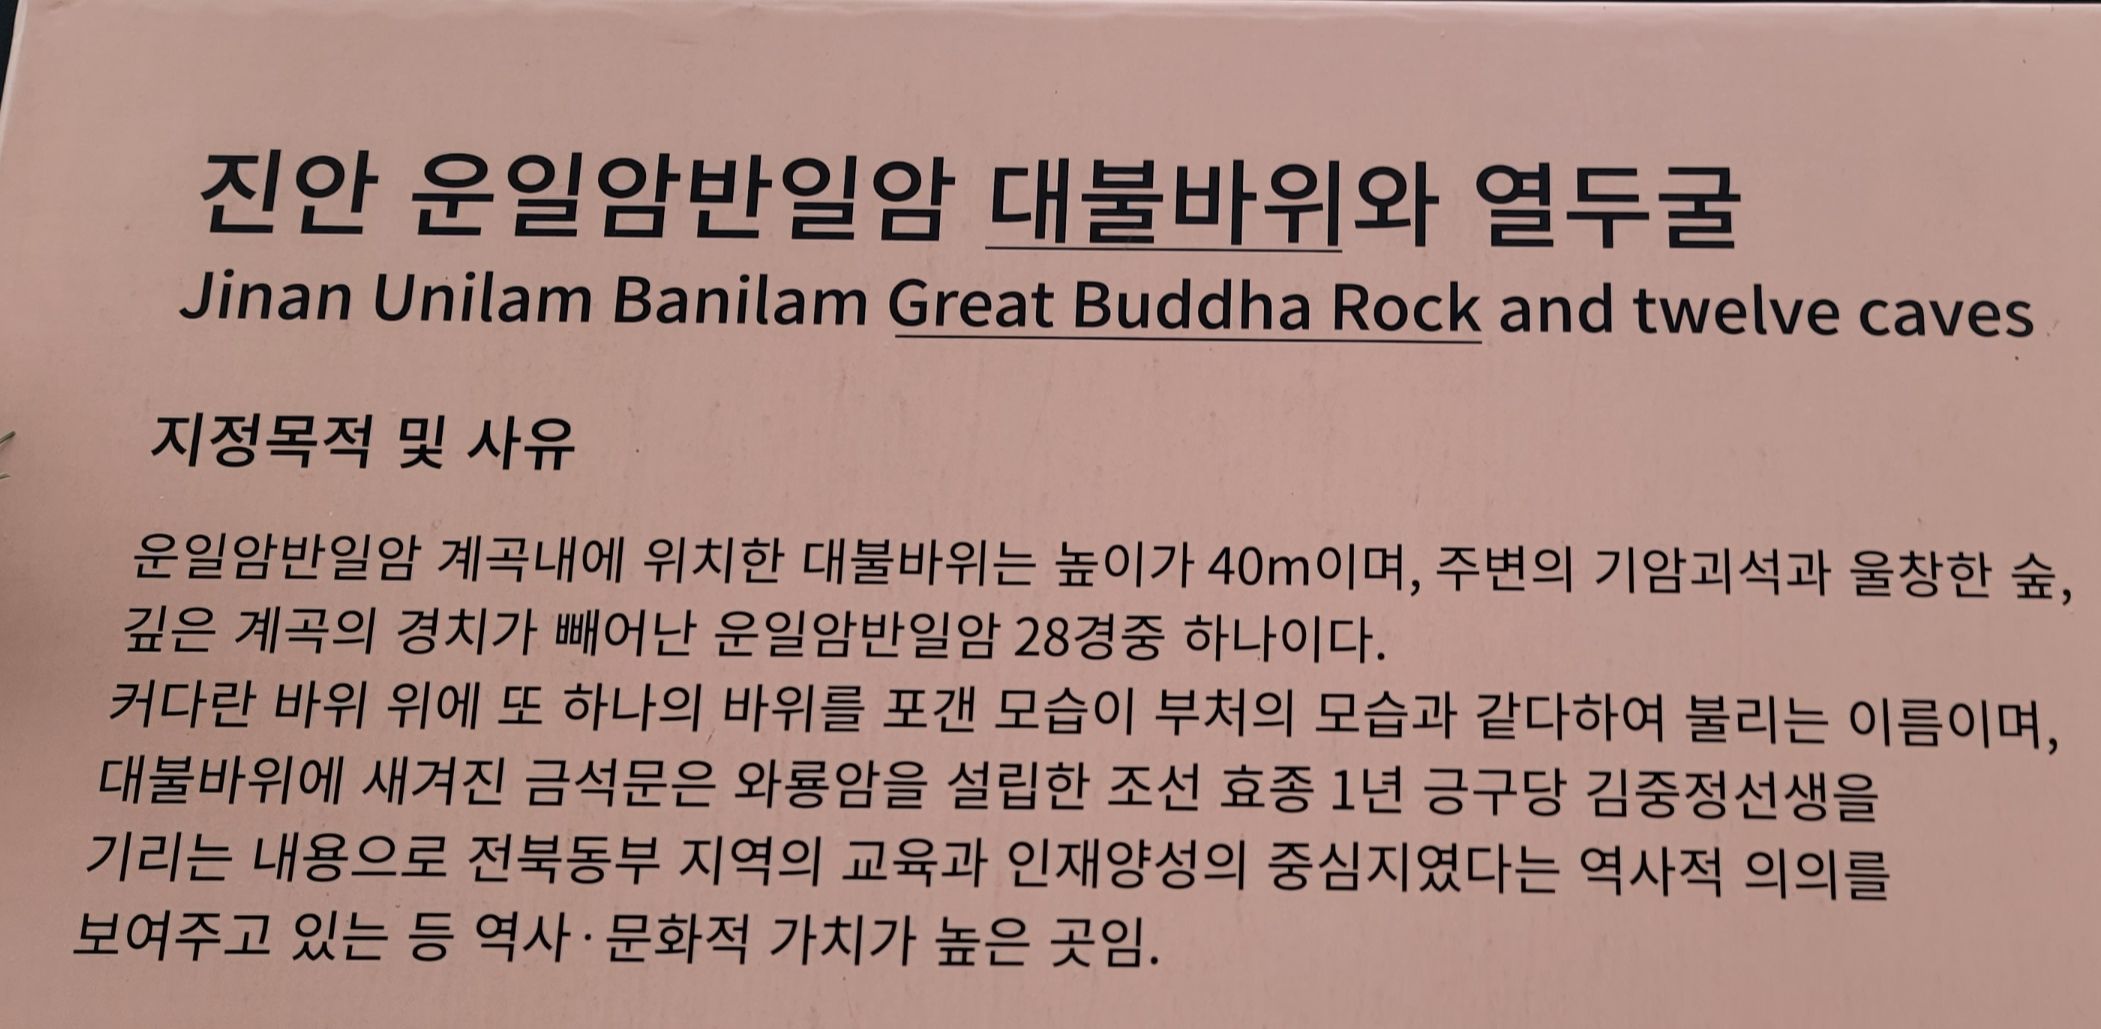 진안 운일암반일암 대불바위와 열두굴
Jinan Unilam Banilam Great Buddha Rock and twelve caves
지정목적 및 사유
운일암반일암 계곡내에 위치한 대불바위는 높이가 40m이며, 주변의 기암괴석과 울창한 숲,
깊은 계곡의 경치가 빼어난 운일암반일암 28경중 하나이다.
커다란 바위 위에 또 하나의 바위를 포갠 모습이 부처의 모습과 같다하여 불리는 이름이며,
대불바위에 새겨진 금석문은 와룡암을 설립한 조선 효종 1년 긍구당 김중정선생을
기리는 내용으로 전북동부 지역의 교육과 인재양성의 중심지였다는 역사적 의의를
보여주고 있는 등 역사·문화적 가치가 높은 곳임.